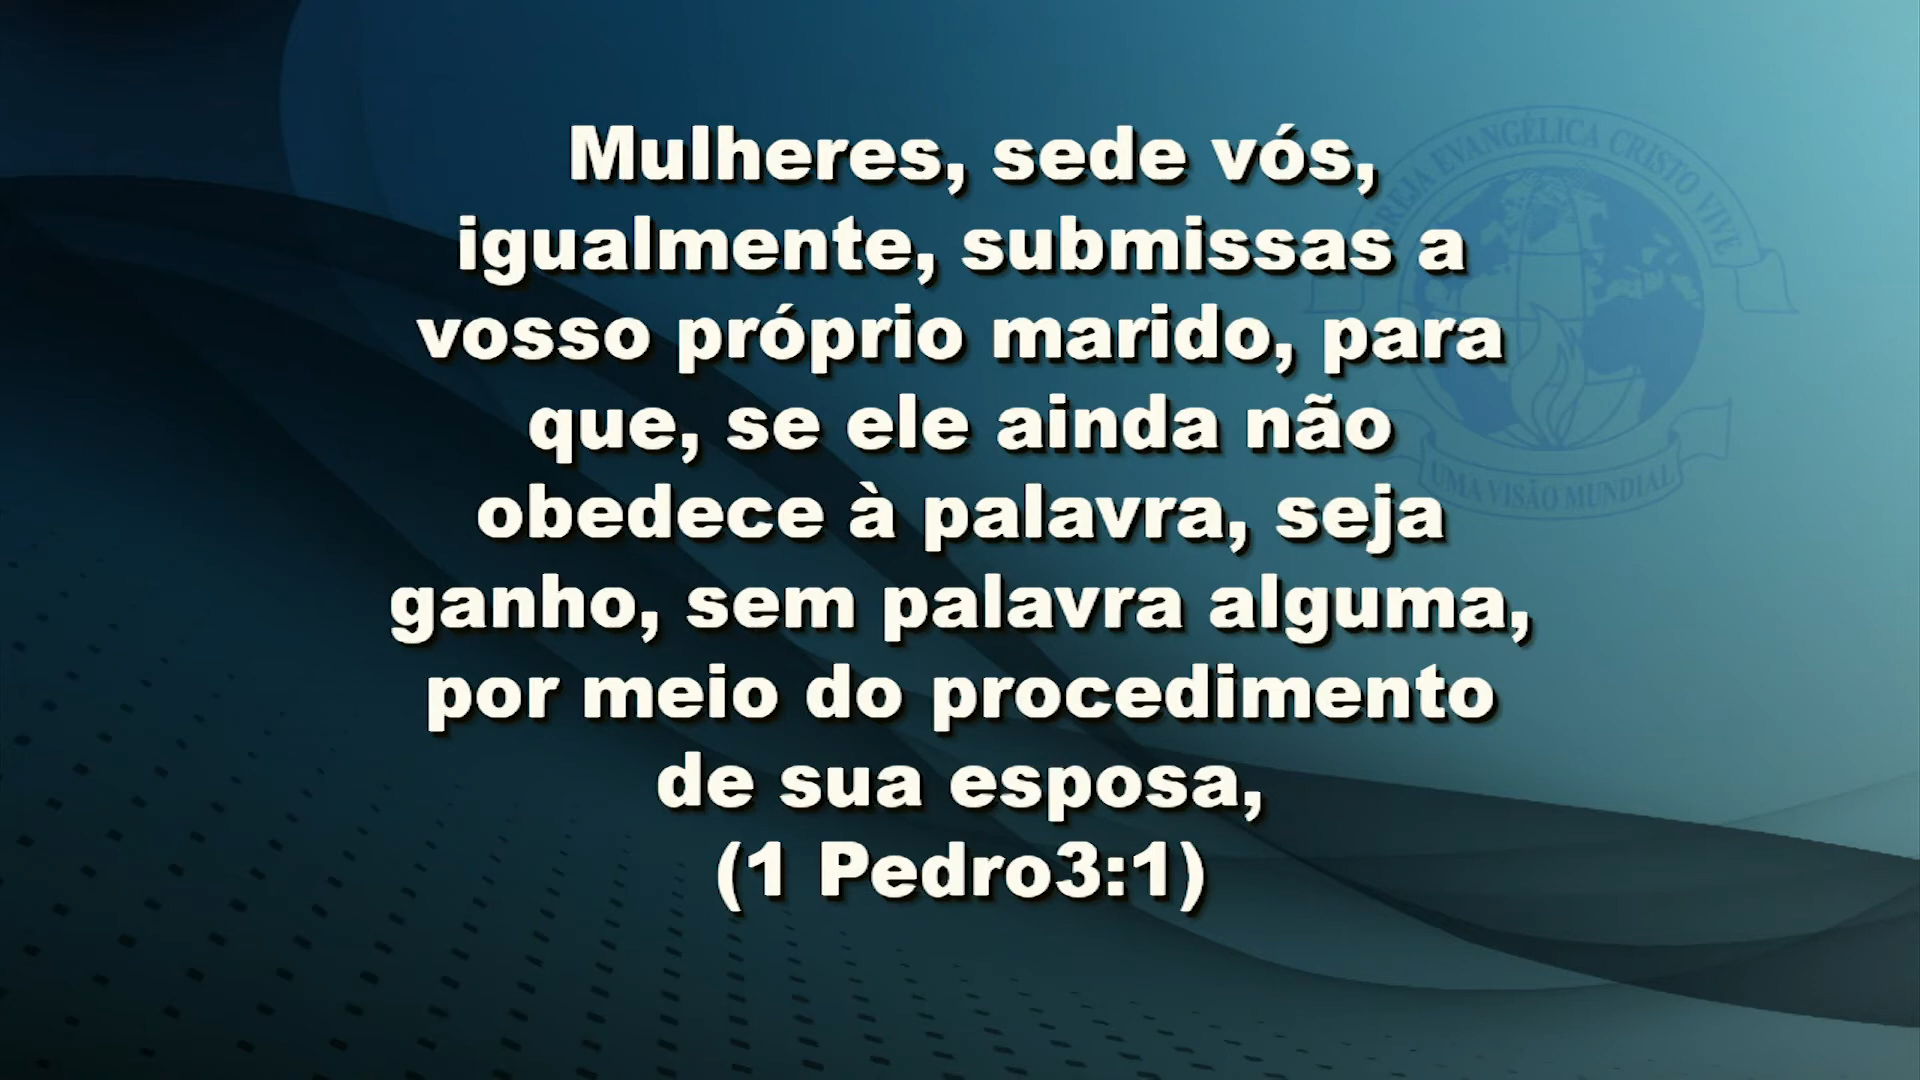 Mulheres, sede vós,
igualmente, submissas a
vosso próprio marido, para
que, se ele ainda não
obedece à palavra, seja
ganho, sem palavra alguma,
por meio do procedimento
de sua esposa,
(1 Pedro3:1)
IGREJA EVANGÉLICA CRISTO VIVE
UMA VISÃO MUNDIAL